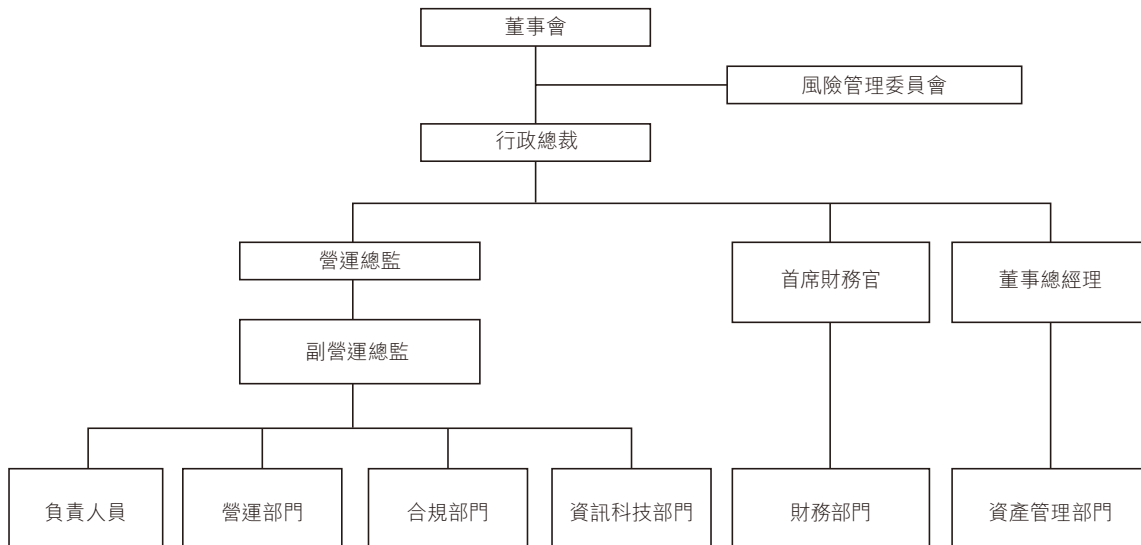 董事會
風險管理委員會
行政總裁
營運總監
首席財務官
董事總經理
副營運總監
負責人員
營運部門
合規部門
資訊科技部門
財務部門
資產管理部門